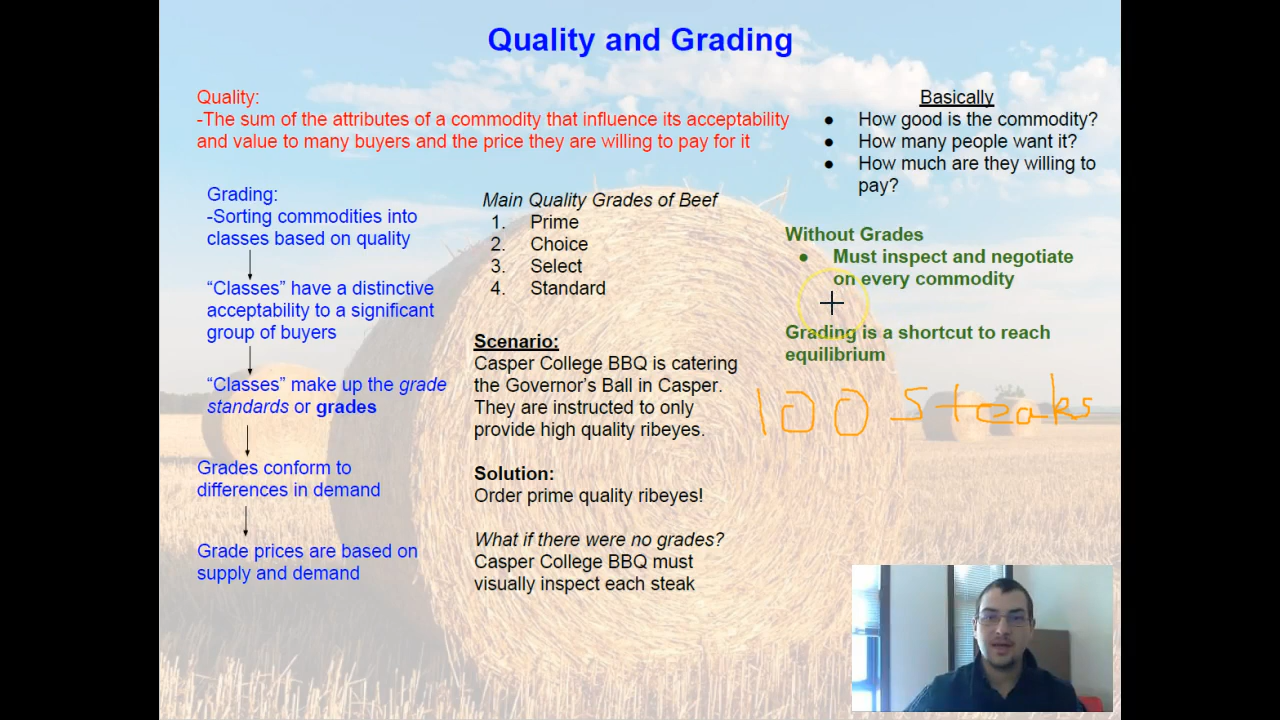 Quality and Grading
Quality:
-The sum of the attributes of a commodity that influence its acceptability
and value to many buyers and the price they are willing to pay for it
Basically
● How good is the commodity?
● How many people want it?
● How much are they willing to
pay?
Grading:
-Sorting commodities into
classes based on quality
“Classes” have a distinctive
acceptability to a significant
group of buyers
“Classes” make up the grade
standards or grades
Grades conform to
differences in demand
Grade prices are based on
supply and demand
Main Quality Grades of Beef
1. Prime
2. Choice
3. Select
4. Standard
Scenario:
Casper College BBQ is catering
the Governor’s Ball in Casper.
They are instructed to only
provide high quality ribeyes.
Solution:
Order prime quality ribeyes!
What if there were no grades?
Casper College BBQ must
visually inspect each steak
Without Grades
● Must inspect and negotiate
on every commodity
Grading is a shortcut to reach
equilibrium
100 steaks